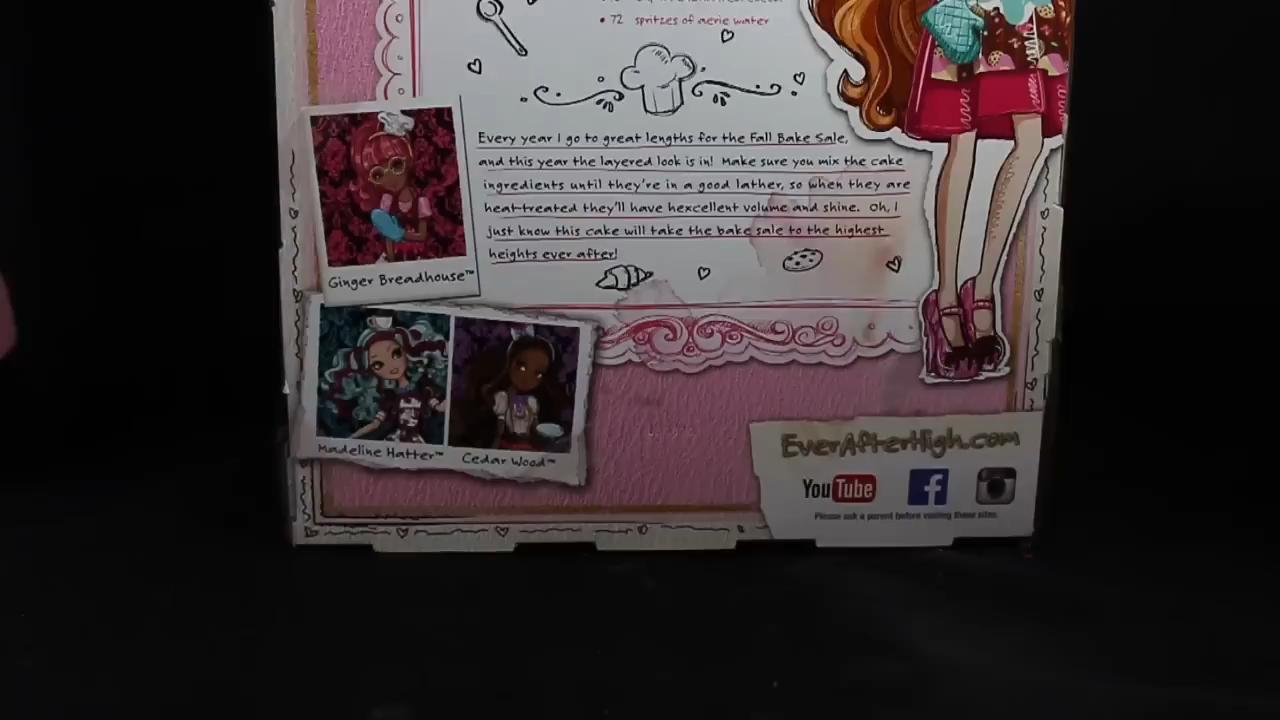 • 72 spritzes of aerie water
Every year I go to great lengths for the Fall Bake Sale,
and this year the layered look is in! Make sure you mix the cake
ingredients until they're in a good lather, so when they are
heat-treated they'll have hexcellent volume and shine. Oh, I
just know this cake will take the bake sale to the highest
heights ever after!
Ginger Breadhouse™
Madeline Hatter™ Cedar Wood™
EverAfterHigh.com
YouTube f
Please ask a parent before visiting these sites.